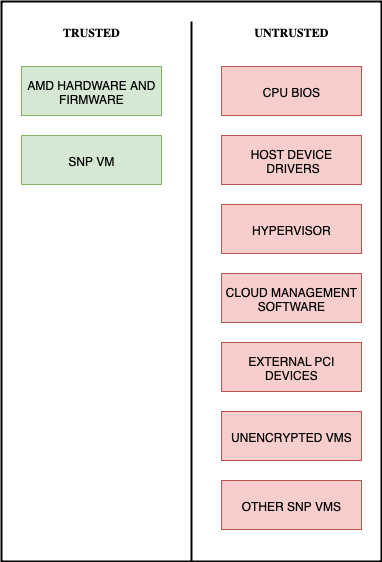 TRUSTED
AMD HARDWARE AND
FIRMWARE
SNP VM
UNTRUSTED
CPU BIOS
HOST DEVICE
DRIVERS
HYPERVISOR
CLOUD MANAGEMENT
SOFTWARE
EXTERNAL PCI
DEVICES
UNENCRYPTED VMS
OTHER SNP VMS